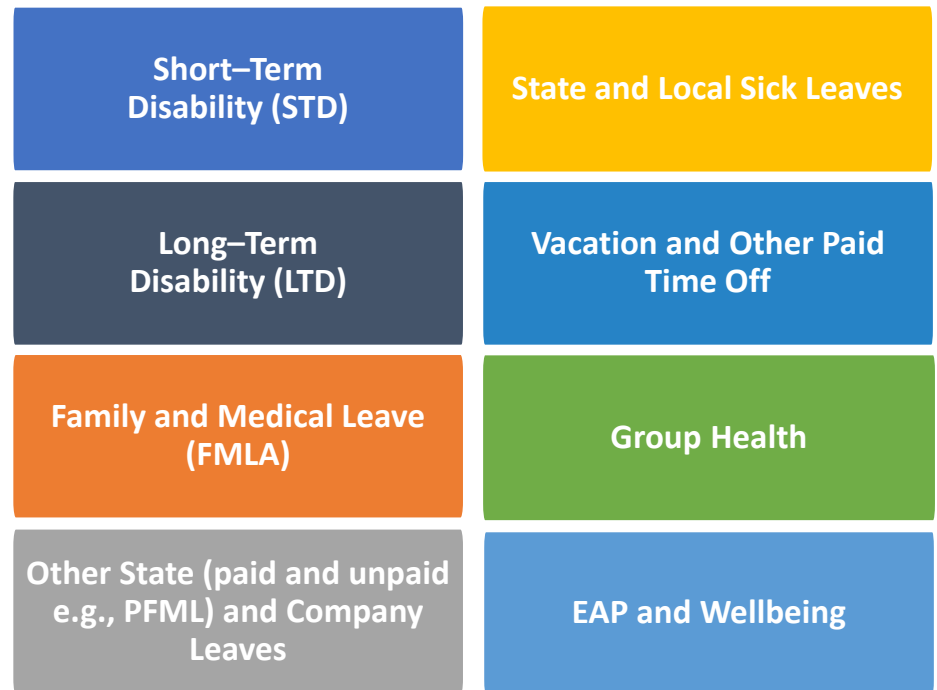 Short–Term
Disability (STD)
State and Local Sick Leaves
Long–Term
Disability (LTD)
Vacation and Other Paid
Time Off
Family and Medical Leave
(FMLA)
Group Health
Other State (paid and unpaid
e.g., PFML) and Company
Leaves
EAP and Wellbeing